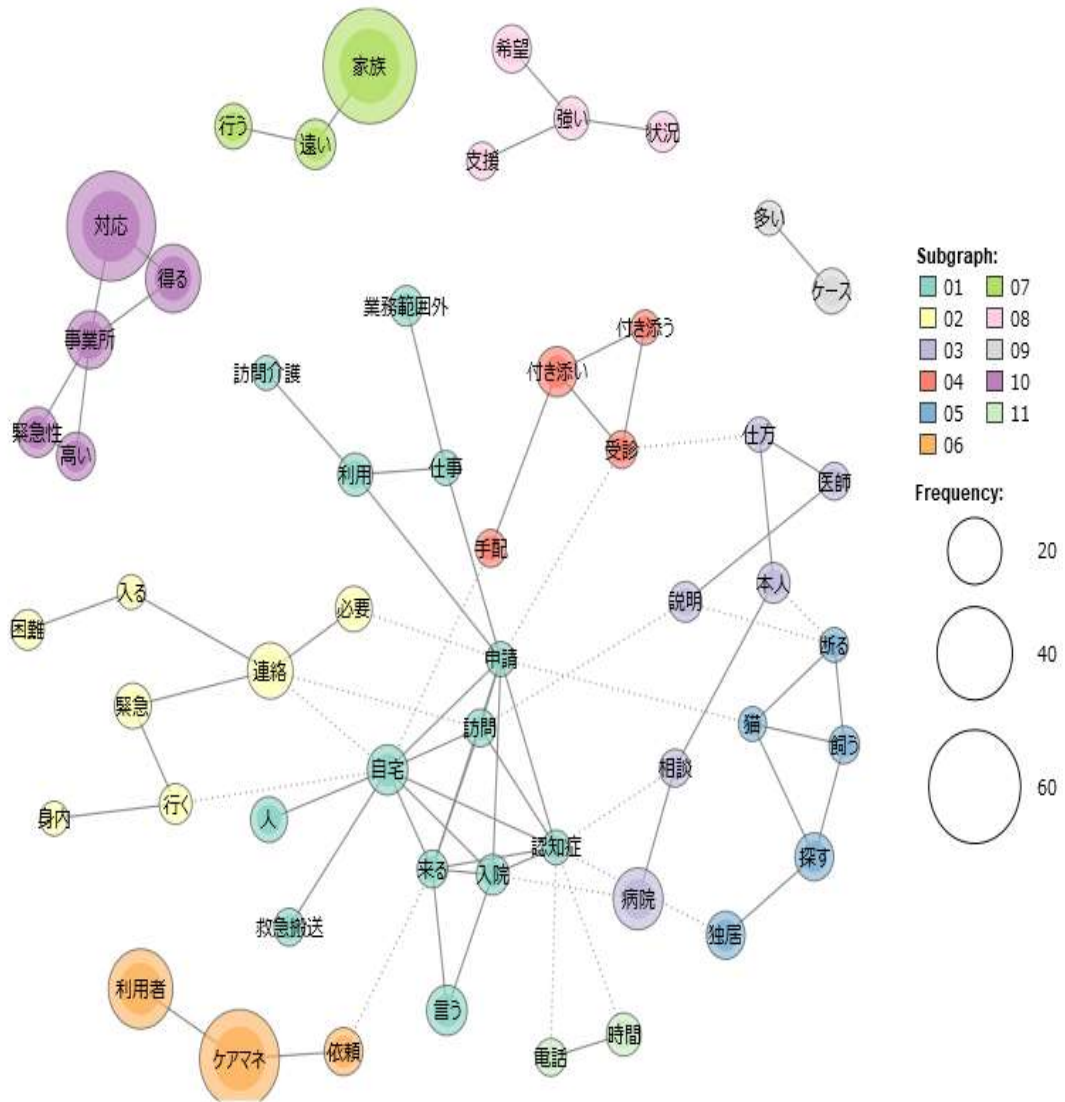 希望
家族
強い
行う
状況
遠い
支援
多い
対応
得る
ケース
業務範囲外
付き添う
事業所
訪問介護
付き添い
緊急性
高い
仕方
受診
利用
仕事
医師
手配
本人
入る
説明
必要
困難
断る
申請
連絡
緊急
猫
訪問
飼う
自宅
相談
行く
身内
人
認知症
探す
来る
入院
病院
救急搬送
独居
利用者
言う
時間
依頼
電話
ケアマネ
Subgraph:
01 07
02 08
03 09
04 10
05 11
06
Frequency:
20
40
60